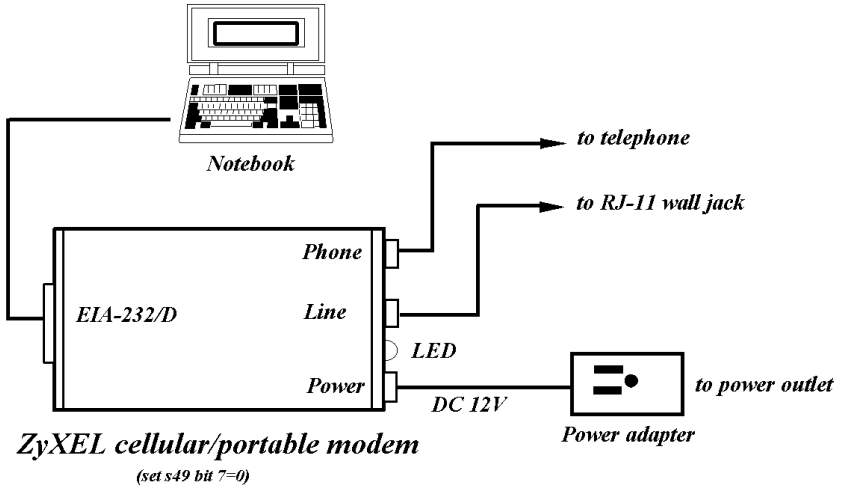 Notebook
to telephone
to RJ-11 wall jack
Phone
EIA-232/D
Line
LED
Power
DC 12V
to power outlet
Power adapter
ZyXEL cellular/portable modem
(set s49 bit 7=0)